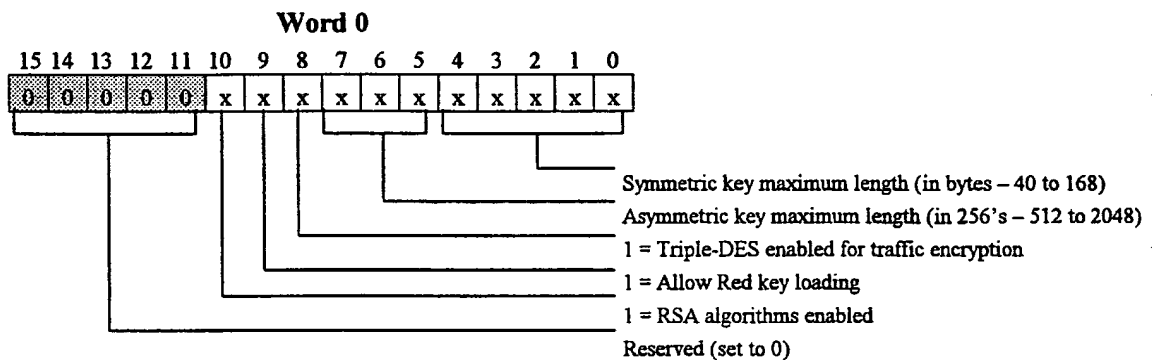 Word 0
15 14 13 12 11 10 9 8 7 6 5 4 3 2 1 0
0 0 0 0 0 x x x x x x x x x x x
Symmetric key maximum length (in bytes – 40 to 168)
Asymmetric key maximum length (in 256's – 512 to 2048)
1 = Triple-DES enabled for traffic encryption
1 = Allow Red key loading
1 = RSA algorithms enabled
Reserved (set to 0)